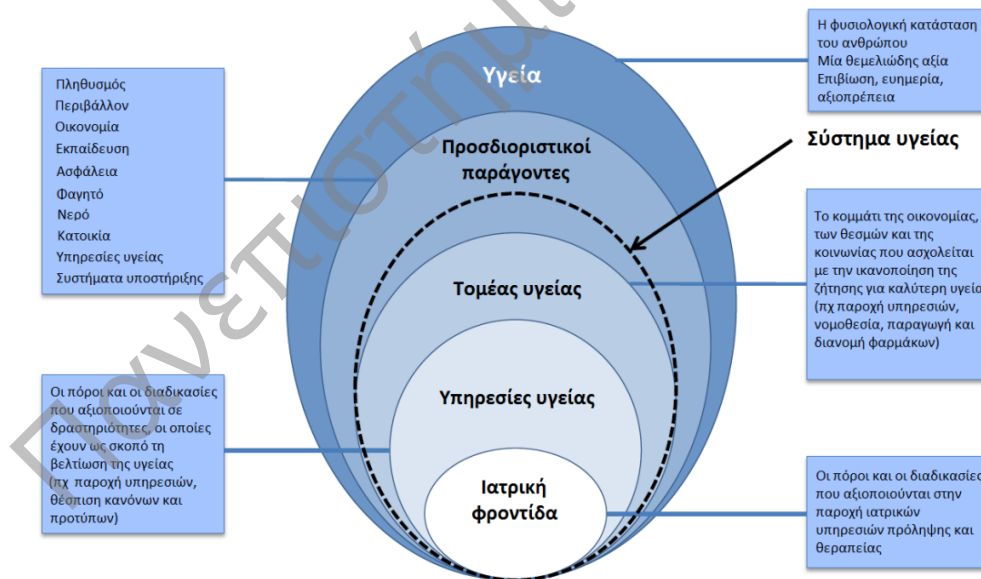 Η φυσιολογική κατάσταση
του ανθρώπου
Μία θεμελιώδης αξία
Επιβίωση, ευημερία,
αξιοπρέπεια
Υγεία
Πληθυσμός
Περιβάλλον
Οικονομία
Εκπαίδευση
Ασφάλεια
Φαγητό
Νερό
Κατοικία
Υπηρεσίες υγείας
Συστήματα υποστήριξης
Προσδιοριστικοί
παράγοντες
Σύστημα υγείας
Το κομμάτι της οικονομίας,
των θεσμών και της
κοινωνίας που ασχολείται
με την ικανοποίηση της
ζήτησης για καλύτερη υγεία
(πχ παροχή υπηρεσιών,
νομοθεσία, παραγωγή και
διανομή φαρμάκων)
Τομέας υγείας
Οι πόροι και οι διαδικασίες
που αξιοποιούνται σε
δραστηριότητες, οι οποίες
έχουν ως σκοπό τη
βελτίωση της υγείας
(πχ παροχή υπηρεσιών,
θέσπιση κανόνων και
προτύπων)
Υπηρεσίες υγείας
Ιατρική
φροντίδα
Οι πόροι και οι διαδικασίες
που αξιοποιούνται στην
παροχή ιατρικών
υπηρεσιών πρόληψης και
θεραπείας
Πανεπιστήμ